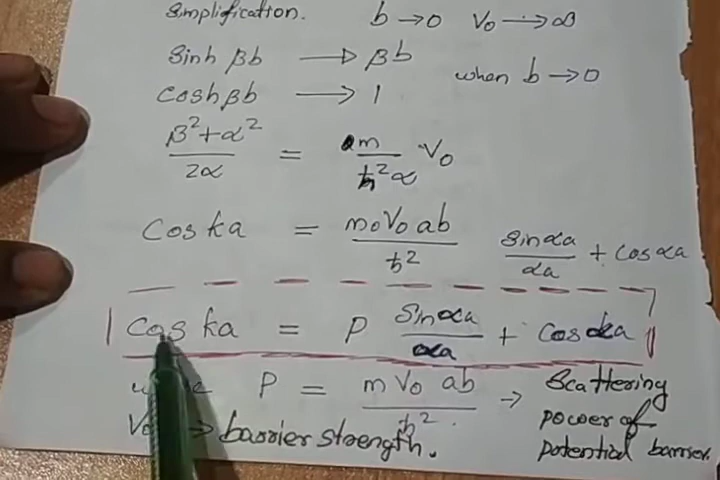 Simplification. b → 0 V₀ → ∞
Sinh βb → βb
when b → 0
Cosh βb → 1
β² + α² / 2α = m / ħ²α V₀
Cos ka = m₀V₀ab / ħ² sin αa / αa + Cos αa
Cos ka = P Sin αa / αa + Cos αa
P = mV₀ab / ħ² → Scattering
power of
V₀ → barrier strength. potential barrier.